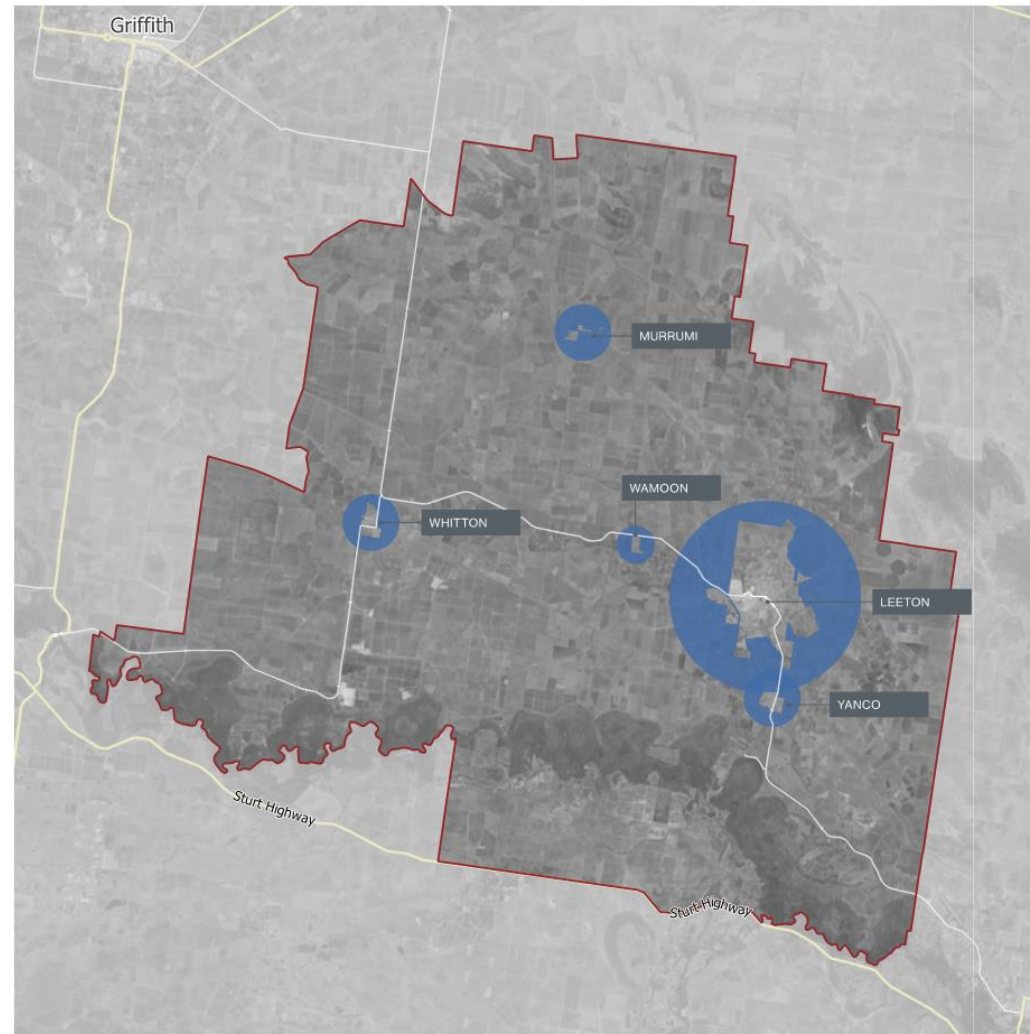 Griffith
MURRUMI
WAMOON
WHITTON
LEETON
YANCO
Sturt Highway
Sturt Highway